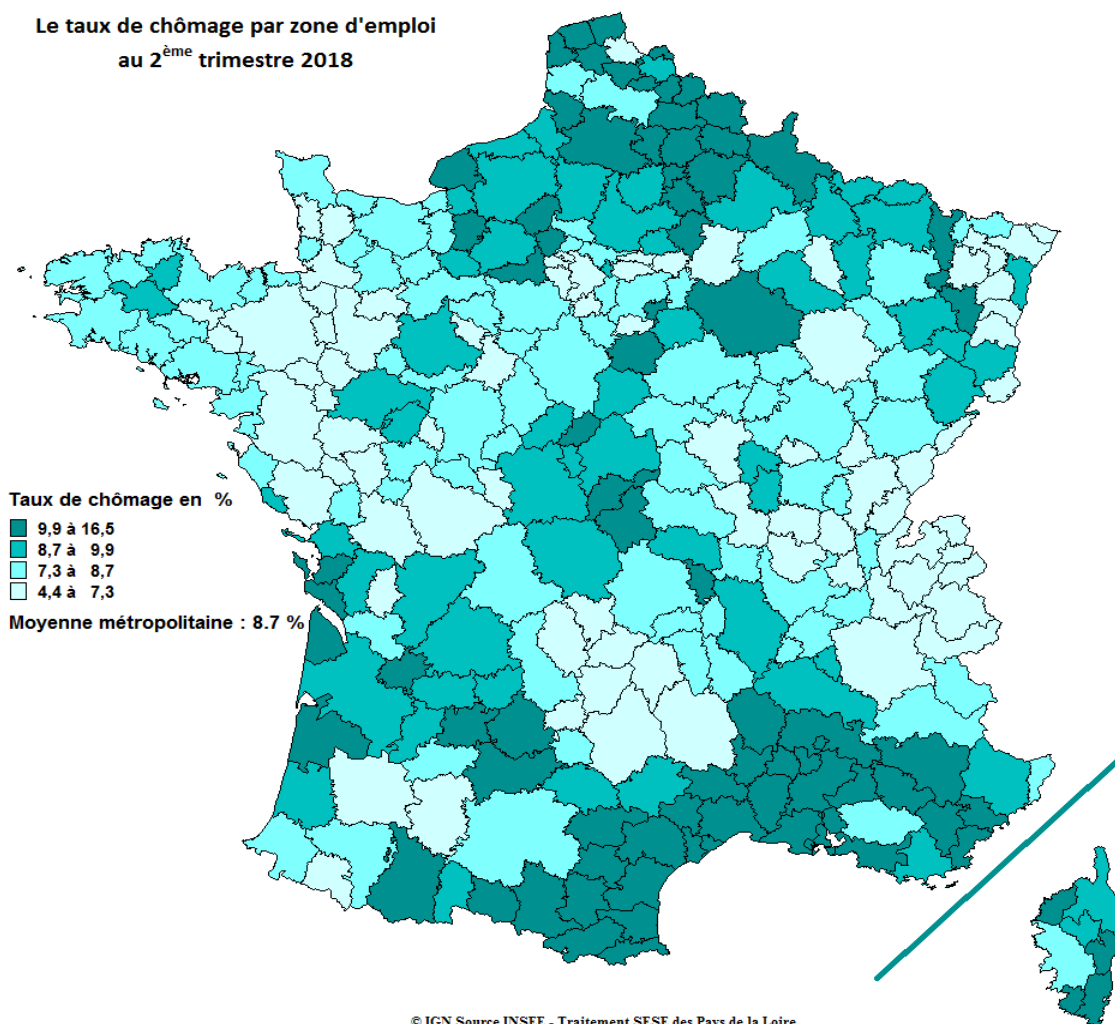 Le taux de chômage par zone d'emploi
au 2ème trimestre 2018
Taux de chômage en %
9,9 à 16,5
8,7 à 9,9
7,3 à 8,7
4,4 à 7,3
Moyenne métropolitaine : 8.7 %
© IGN Source INSEE - Traitement SESE des Pays de la Loire